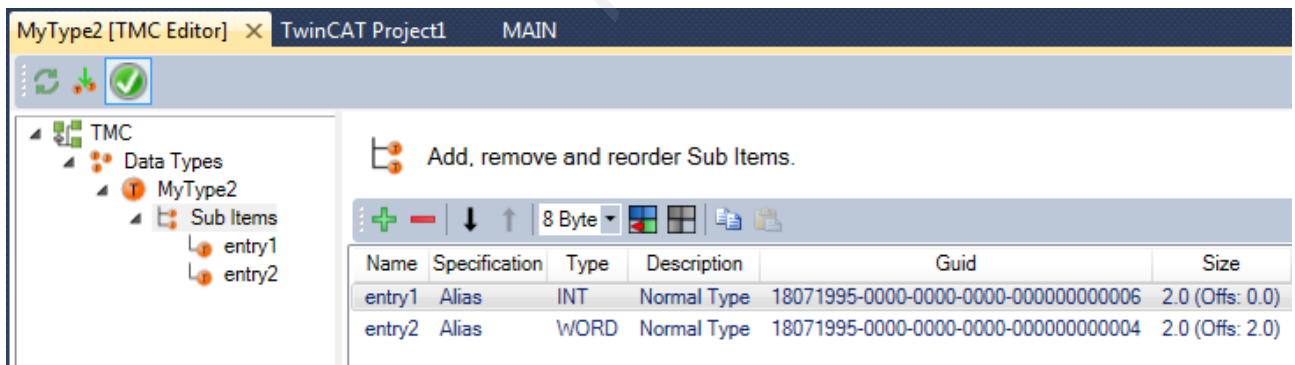 MyType2 [TMC Editor] TwinCAT Project1 MAIN
TMC
Data Types
MyType2
Sub Items
entry1
entry2
Add, remove and reorder Sub Items.
8 Byte
Name Specification Type Description Guid Size
entry1 Alias INT Normal Type 18071995-0000-0000-0000-000000000006 2.0 (Offs: 0.0)
entry2 Alias WORD Normal Type 18071995-0000-0000-0000-000000000004 2.0 (Offs: 2.0)